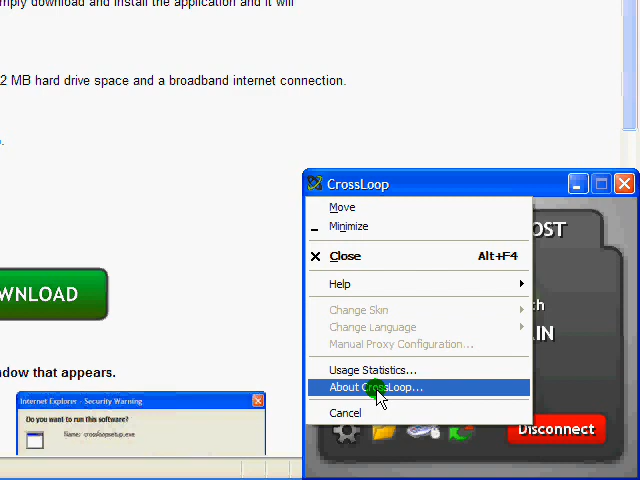 mply download and install the application and it will
2 MB hard drive space and a broadband internet connection.
WNLOAD
ndow that appears.
Internet Explorer - Security Warning
Do you want to run this software?
Name: crossloopsetup.exe
CrossLoop
Move
Minimize
Close Alt+F4
Help
Change Skin
Change Language
Manual Proxy Configuration...
Usage Statistics...
About CrossLoop...
Cancel
OST
th
IN
Disconnect